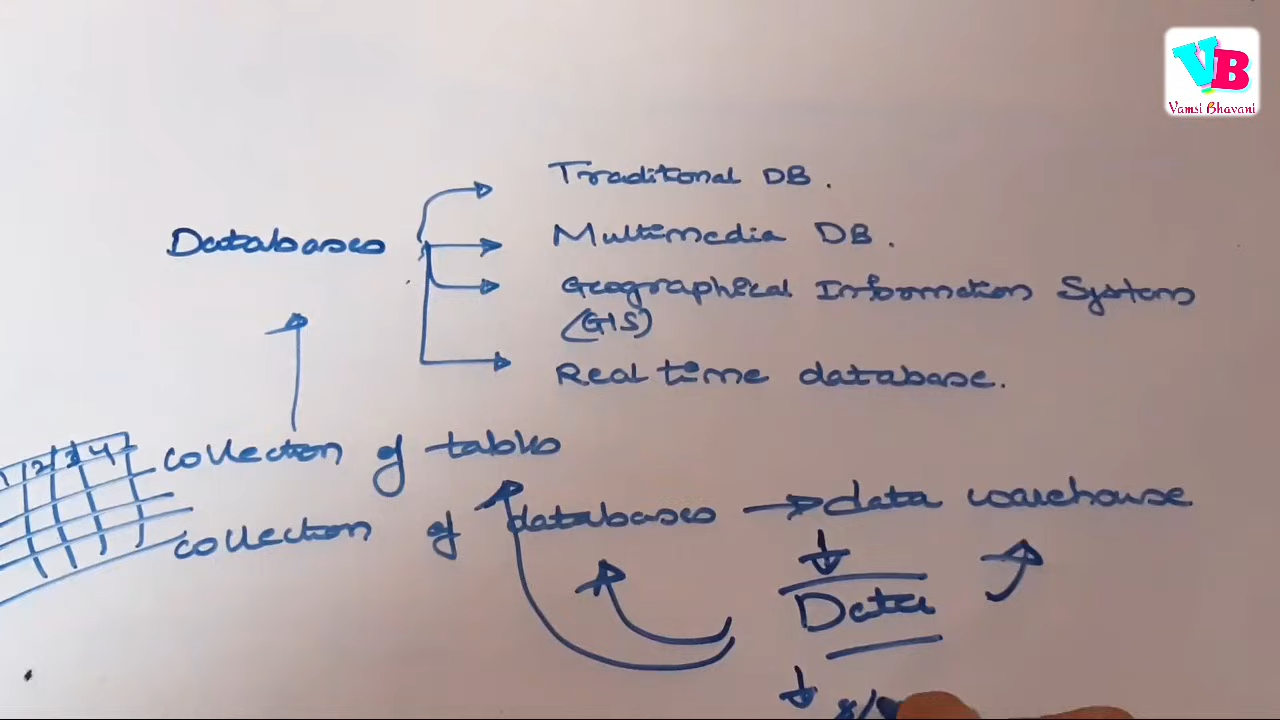 VB
Vamsi Bhavani
Traditional DB.
Databases
Multimedia DB.
Geographical Information Systems
(GIS)
Real time database.
1 2 3 4
collection of tables
collection of databases → data warehouse
Data